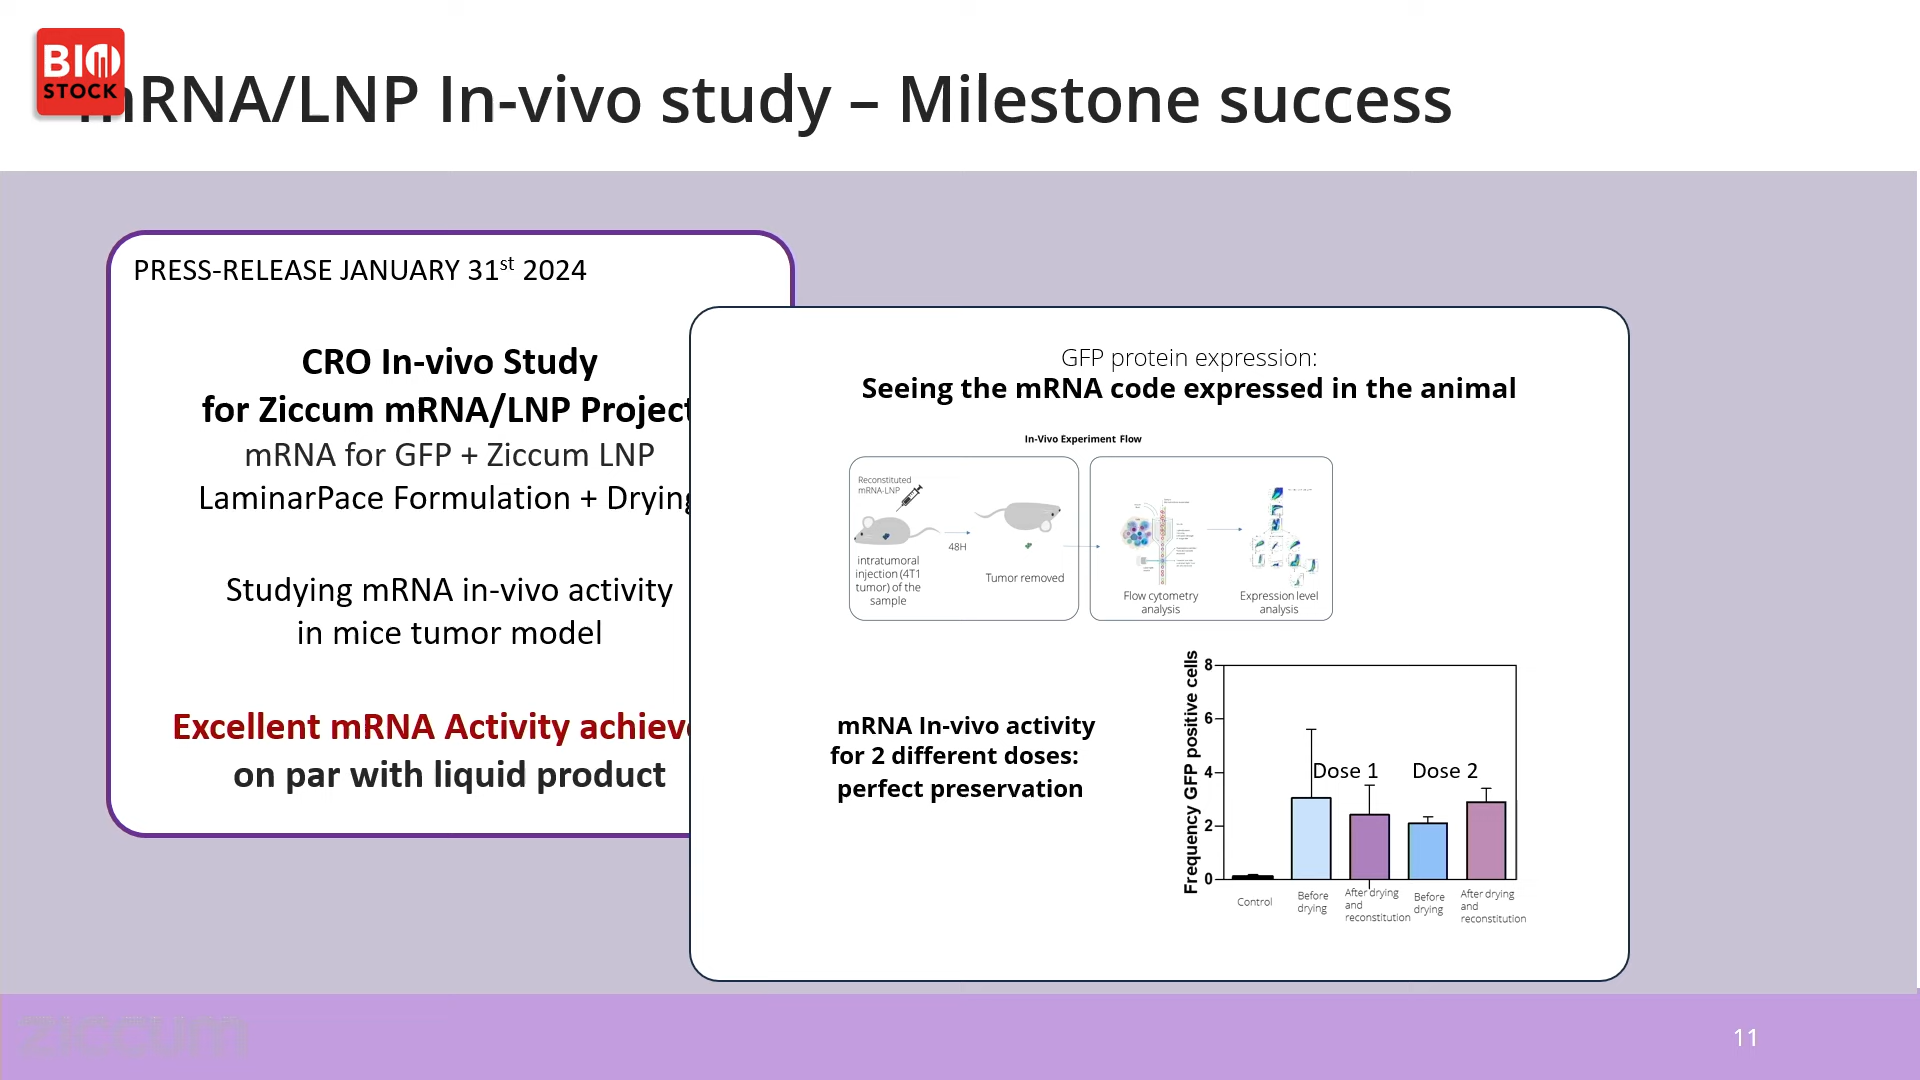 BIO
STOCK
mRNA/LNP In-vivo study – Milestone success
PRESS-RELEASE JANUARY 31st 2024
CRO In-vivo Study
for Ziccum mRNA/LNP Project
mRNA for GFP + Ziccum LNP
LaminarPace Formulation + Drying
Studying mRNA in-vivo activity
in mice tumor model
Excellent mRNA Activity achieve
on par with liquid product
GFP protein expression:
Seeing the mRNA code expressed in the animal
In-Vivo Experiment Flow
Reconstituted
mRNA-LNP
48H
intratumoral
injection (4T1
tumor) of the
sample
Tumor removed
Flow cytometry
analysis
Expression level
analysis
mRNA In-vivo activity
for 2 different doses:
perfect preservation
Frequency GFP positive cells
8
6
4
2
0
Dose 1
Dose 2
Control
Before
drying
After drying
and
reconstitution
Before
drying
After drying
and
reconstitution
ziccum
11